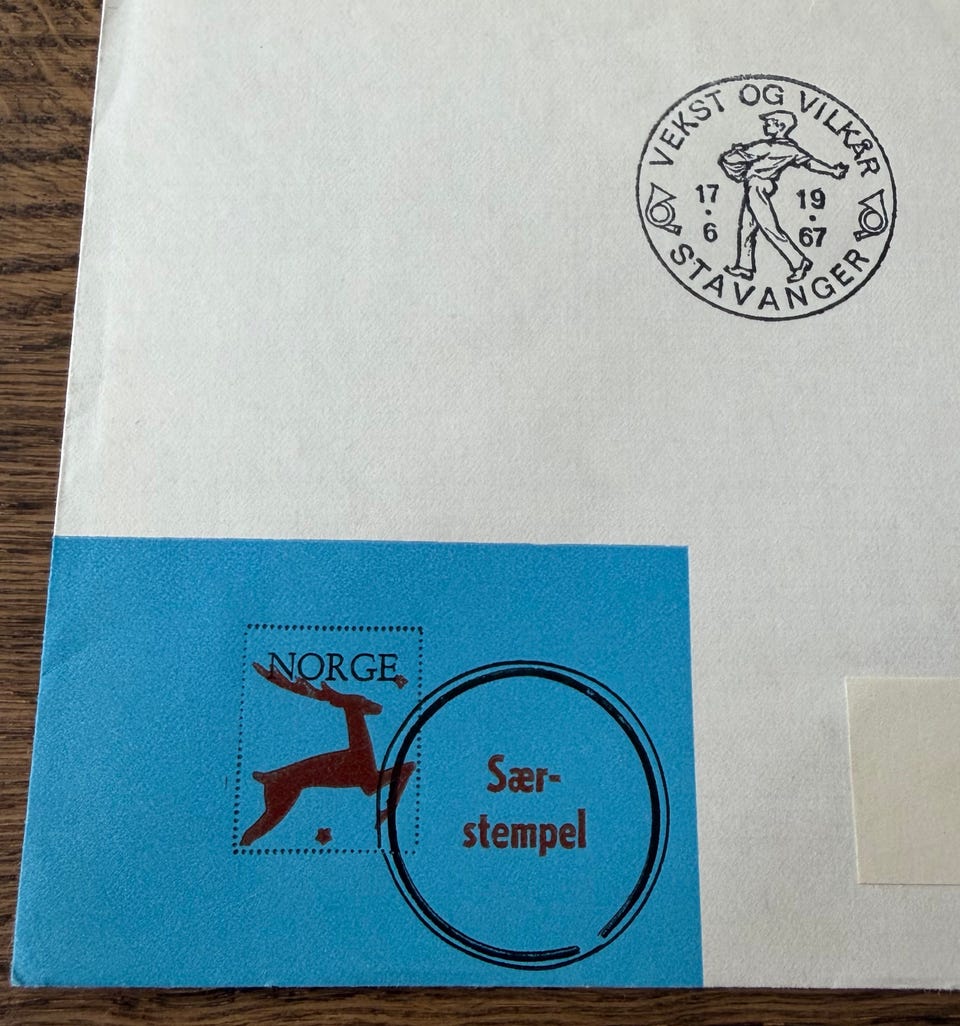 VEKST OG VILKÅR
17 19
6 67
STAVANGER
NORGE
Sær-
stempel